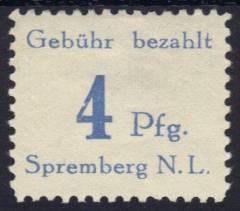 Gebühr bezahlt
4 Pfg.
Spremberg N.L.